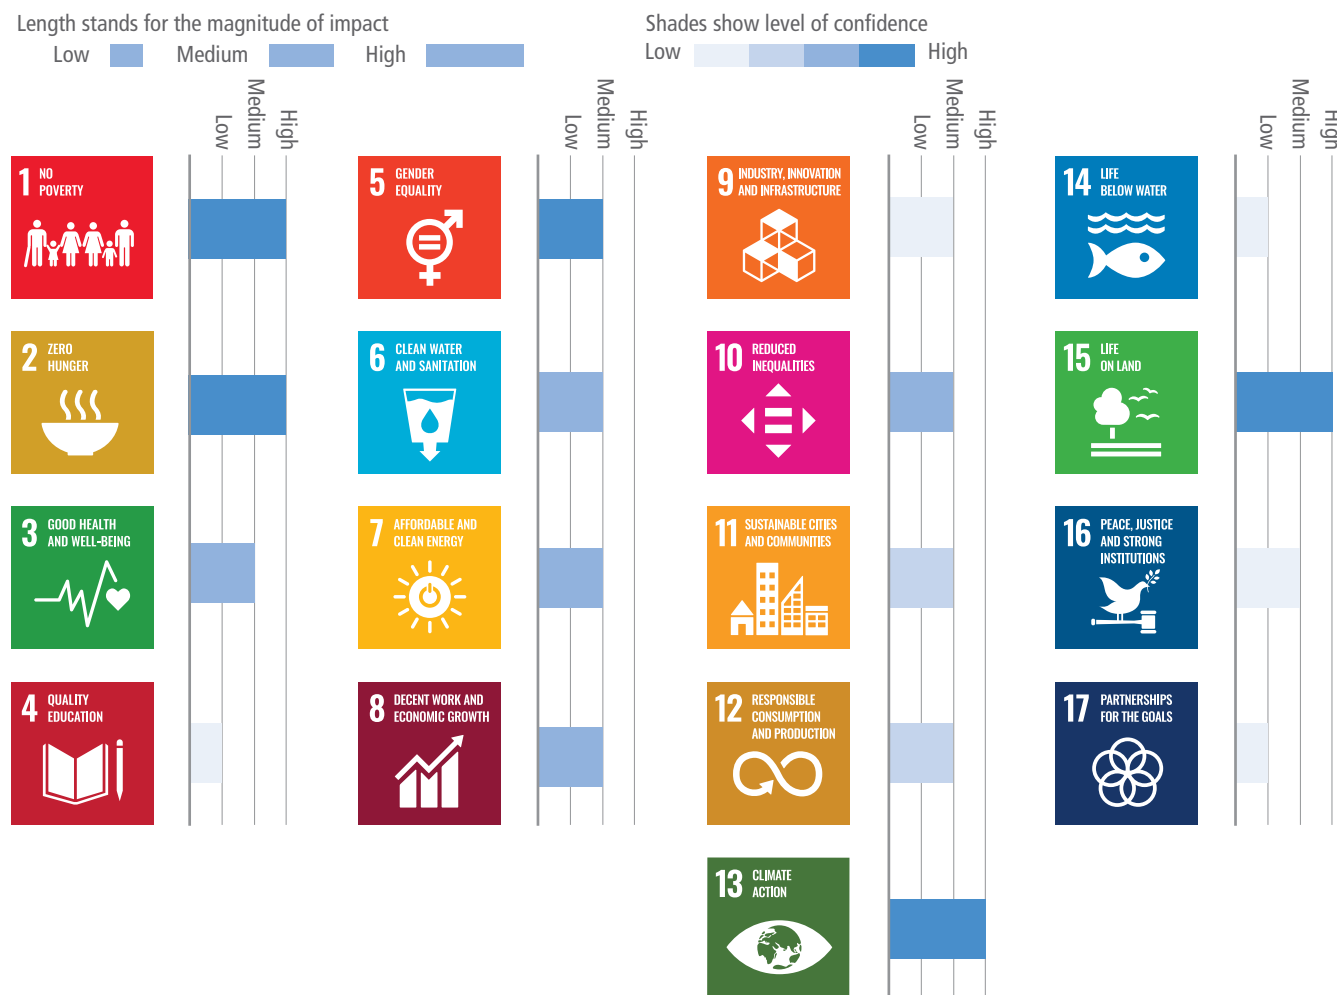 Length stands for the magnitude of impact
Low
Medium
High
Shades show level of confidence
Low
High
Low
Medium
High
Low
Medium
High
Low
Medium
High
Low
Medium
High
1 NO
POVERTY
2 ZERO
HUNGER
3 GOOD HEALTH
AND WELL-BEING
4 QUALITY
EDUCATION
5 GENDER
EQUALITY
6 CLEAN WATER
AND SANITATION
7 AFFORDABLE AND
CLEAN ENERGY
8 DECENT WORK AND
ECONOMIC GROWTH
9 INDUSTRY, INNOVATION
AND INFRASTRUCTURE
10 REDUCED
INEQUALITIES
11 SUSTAINABLE CITIES
AND COMMUNITIES
12 RESPONSIBLE
CONSUMPTION
AND PRODUCTION
13 CLIMATE
ACTION
14 LIFE
BELOW WATER
15 LIFE
ON LAND
16 PEACE, JUSTICE
AND STRONG
INSTITUTIONS
17 PARTNERSHIPS
FOR THE GOALS